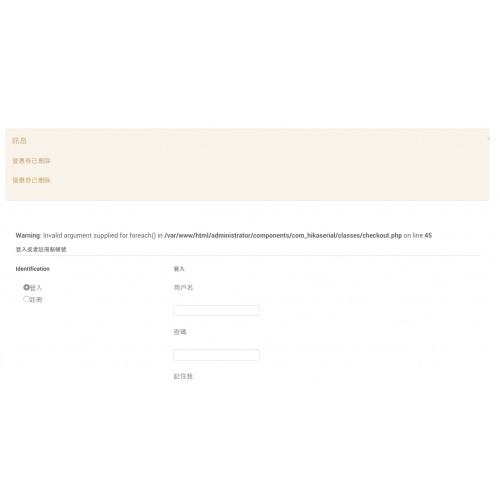 訊息
優惠券已刪除
優惠券已刪除
Warning: Invalid argument supplied for foreach() in /var/www/html/administrator/components/com_hikaserial/classes/checkout.php on line 45
登入或者註冊新帳號
Identification
登入
登入
註冊
用戶名
密碼
記住我